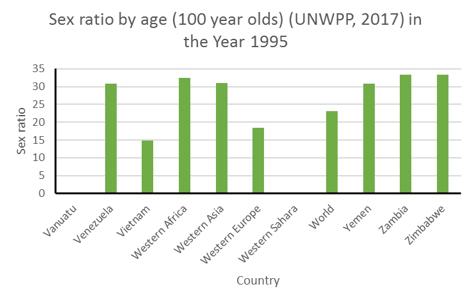 Sex ratio by age (100 year olds) (UNWPP, 2017) in
the Year 1995
35
30
25
20
15
10
5
0
Sex ratio
Vanuatu
Venezuela
Vietnam
Western Africa
Western Asia
Western Europe
Western Sahara
World
Yemen
Zambia
Zimbabwe
Country